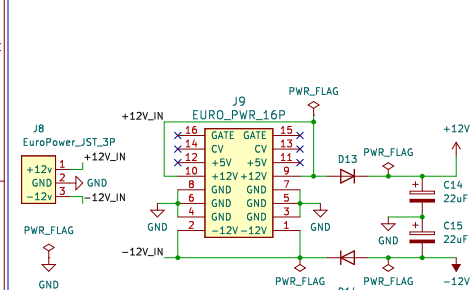 PWR_FLAG
J9
EURO_PWR_16P
+12V_IN
+12V
16 GATE GATE 15
14 CV CV 13
12 +5V +5V 11
10 +12V +12V 9
8 GND GND 7
6 GND GND 5
4 GND GND 3
2 -12V -12V 1
J8
EuroPower_JST_3P
+12V_IN
+12v 1
GND 2 GND
-12v 3
-12V_IN
D13
PWR_FLAG
C14
22uF
GND
GND
GND
C15
22uF
PWR_FLAG
GND
-12V_IN
PWR_FLAG
PWR_FLAG
-12V